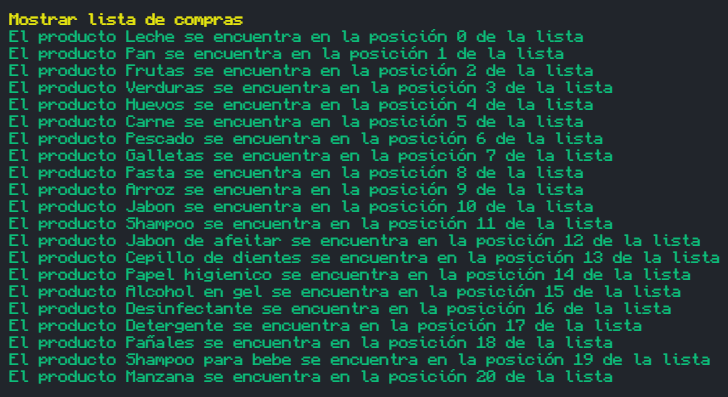 Mostrar lista de compras
El producto Leche se encuentra en la posición 0 de la lista
El producto Pan se encuentra en la posición 1 de la lista
El producto Frutas se encuentra en la posición 2 de la lista
El producto Verduras se encuentra en la posición 3 de la lista
El producto Huevos se encuentra en la posición 4 de la lista
El producto Carne se encuentra en la posición 5 de la lista
El producto Pescado se encuentra en la posición 6 de la lista
El producto Galletas se encuentra en la posición 7 de la lista
El producto Pasta se encuentra en la posición 8 de la lista
El producto Arroz se encuentra en la posición 9 de la lista
El producto Jabon se encuentra en la posición 10 de la lista
El producto Shampoo se encuentra en la posición 11 de la lista
El producto Jabon de afeitar se encuentra en la posición 12 de la lista
El producto Cepillo de dientes se encuentra en la posición 13 de la lista
El producto Papel higienico se encuentra en la posición 14 de la lista
El producto Alcohol en gel se encuentra en la posición 15 de la lista
El producto Desinfectante se encuentra en la posición 16 de la lista
El producto Detergente se encuentra en la posición 17 de la lista
El producto Pañales se encuentra en la posición 18 de la lista
El producto Shampoo para bebe se encuentra en la posición 19 de la lista
El producto Manzana se encuentra en la posición 20 de la lista